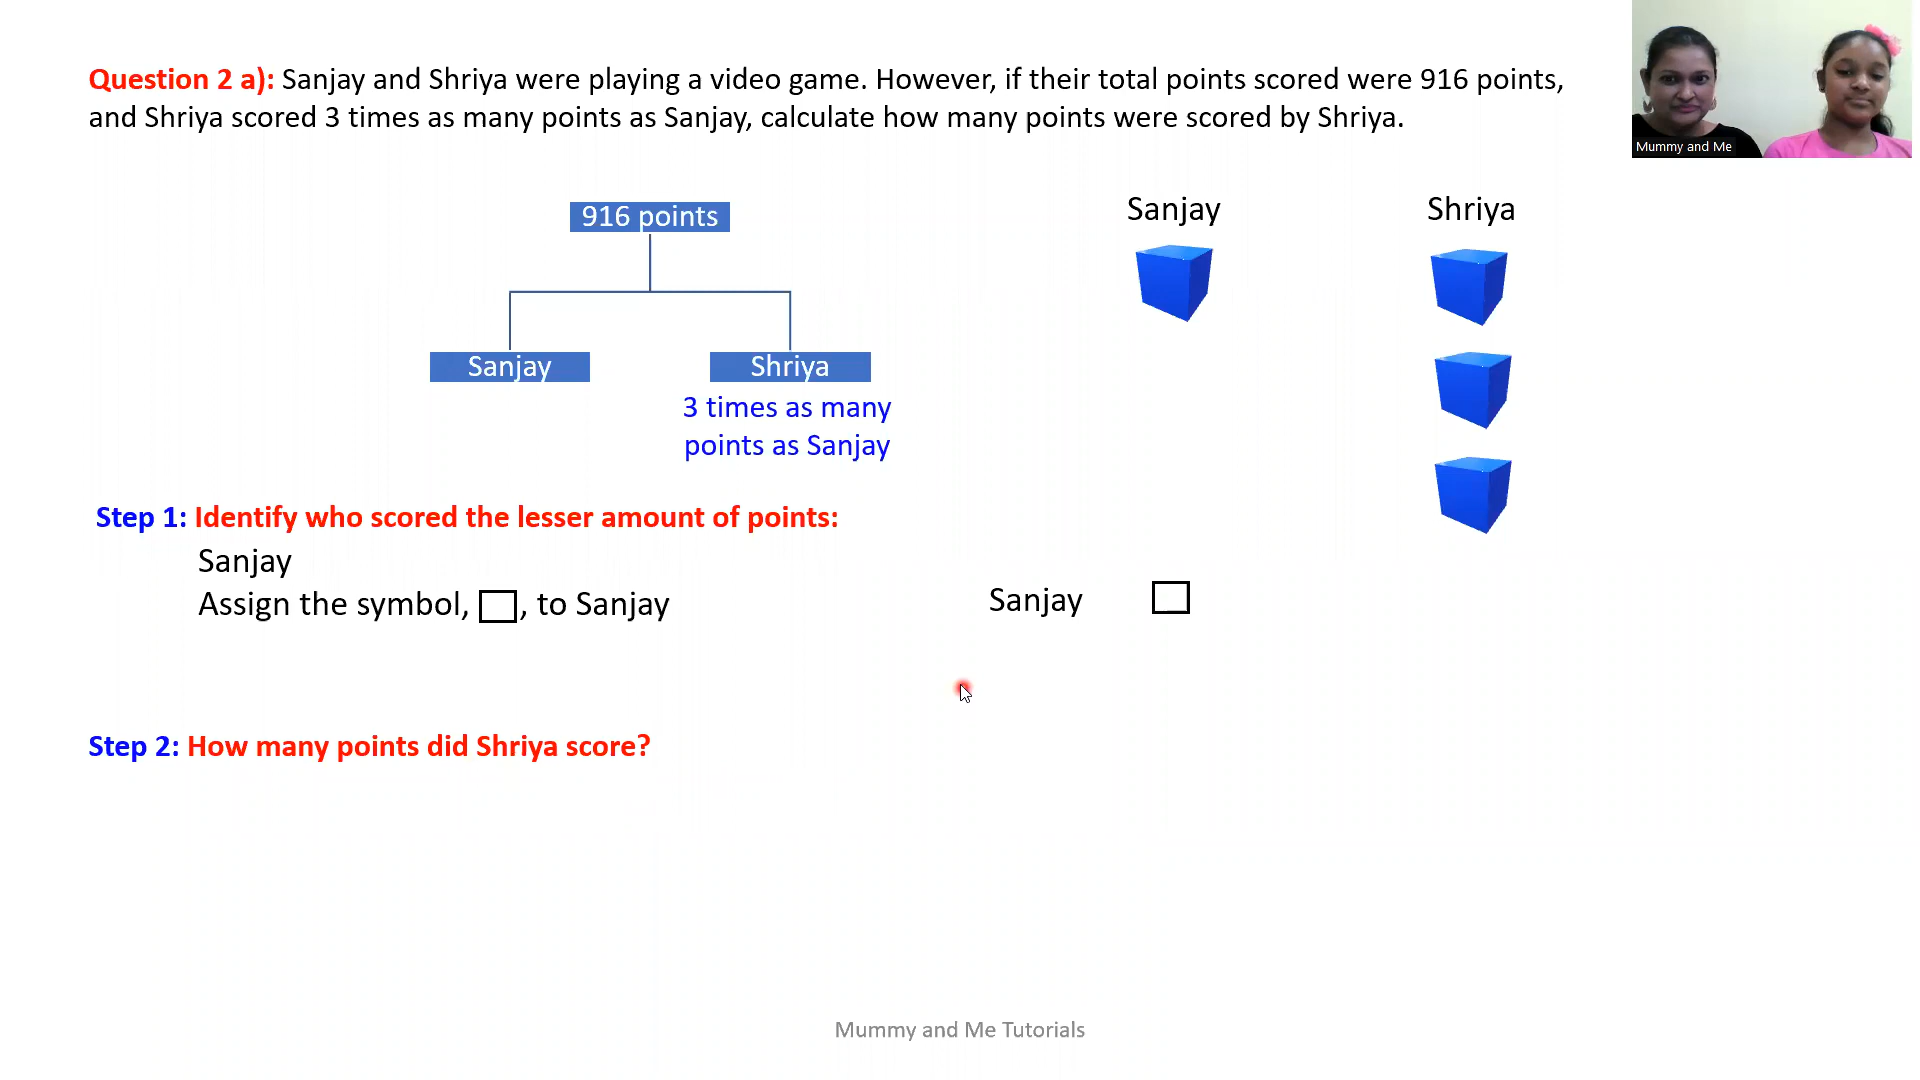 Question 2 a): Sanjay and Shriya were playing a video game. However, if their total points scored were 916 points,
and Shriya scored 3 times as many points as Sanjay, calculate how many points were scored by Shriya.
Mummy and Me
916 points
Sanjay
Shriya
3 times as many
points as Sanjay
Sanjay
Shriya
Step 1: Identify who scored the lesser amount of points:
Sanjay
Assign the symbol, , to Sanjay
Sanjay
Step 2: How many points did Shriya score?
Mummy and Me Tutorials